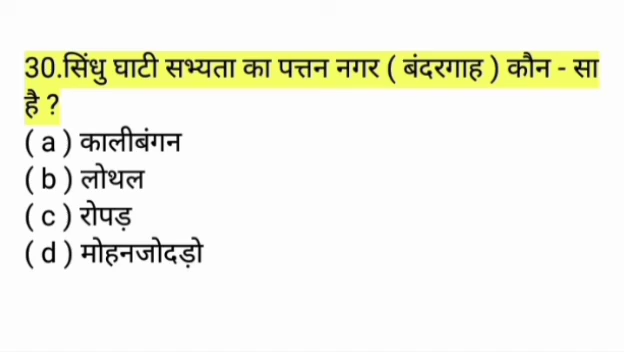 30.सिंधु घाटी सभ्यता का पत्तन नगर ( बंदरगाह ) कौन - सा
है ?
( a ) कालीबंगन
( b ) लोथल
( c ) रोपड़
( d ) मोहनजोदड़ो